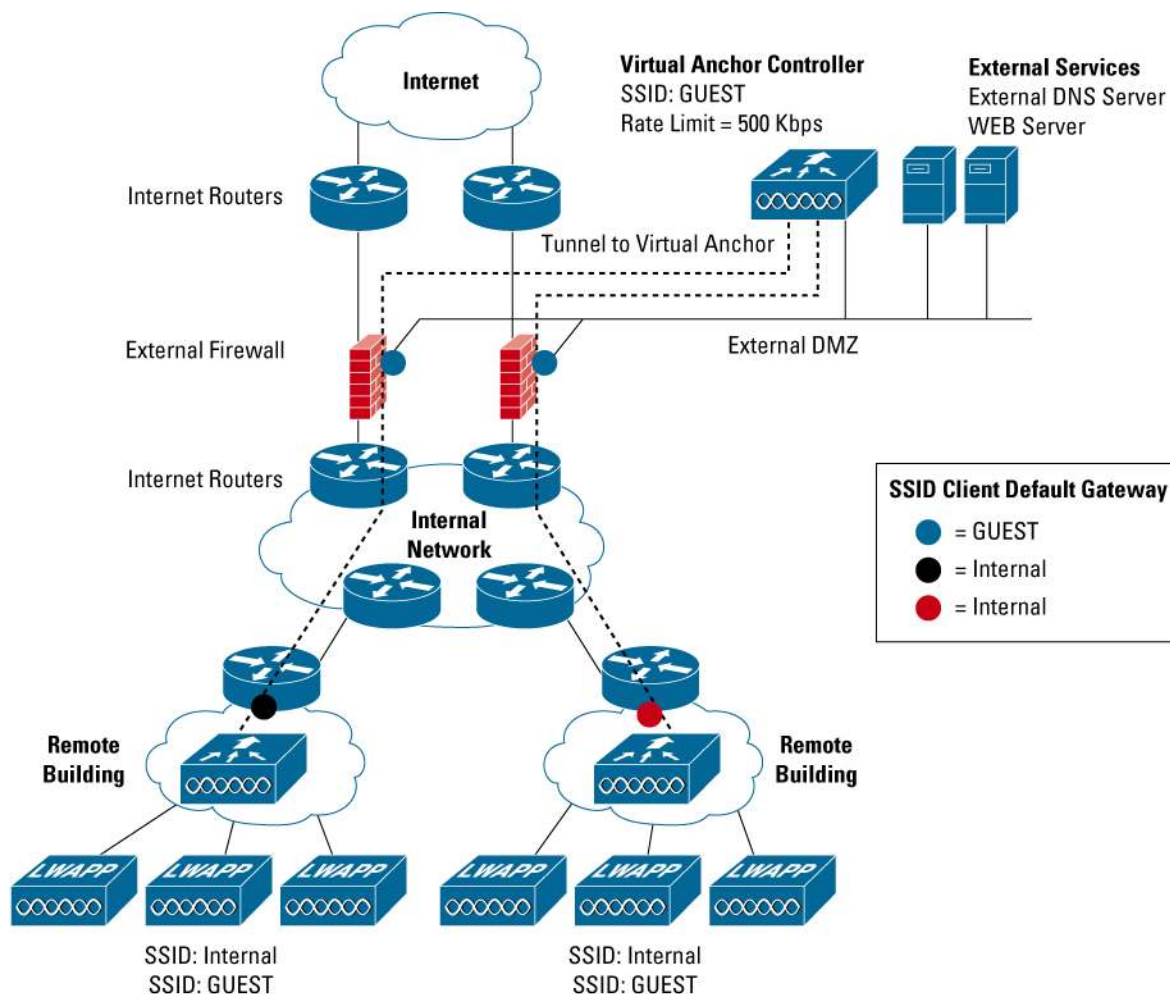 Internet
Virtual Anchor Controller
SSID: GUEST
Rate Limit = 500 Kbps
External Services
External DNS Server
WEB Server
Internet Routers
Tunnel to Virtual Anchor
External Firewall
External DMZ
Internet Routers
Internal
Network
SSID Client Default Gateway
= GUEST
= Internal
= Internal
Remote
Building
Remote
Building
LWAPP
LWAPP
LWAPP
LWAPP
LWAPP
LWAPP
SSID: Internal
SSID: GUEST
SSID: Internal
SSID: GUEST